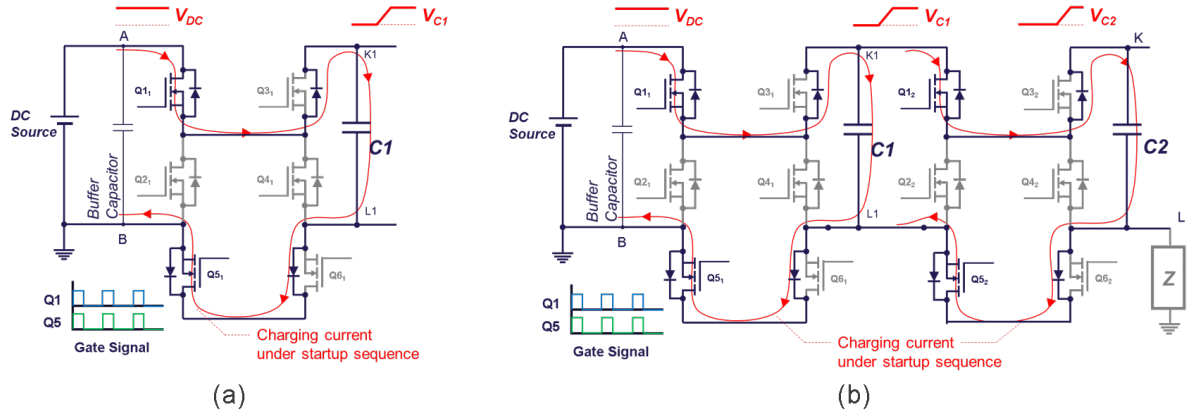 V_DC
V_C1
A
K1
Q1₁
Q3₁
DC
Source
C1
Buffer
Capacitor
Q2₁
Q4₁
L1
B
Q5₁
Q6₁
Q1
Q5
Gate Signal
Charging current
under startup sequence
(a)
V_DC
V_C1
V_C2
A
K1
K
Q1₁
Q3₁
Q1₂
Q3₂
DC
Source
C1
C2
Buffer
Capacitor
Q2₁
Q4₁
Q2₂
Q4₂
L1
L
B
Q5₁
Q6₁
Q5₂
Q6₂
Z
Q1
Q5
Gate Signal
Charging current
under startup sequence
(b)